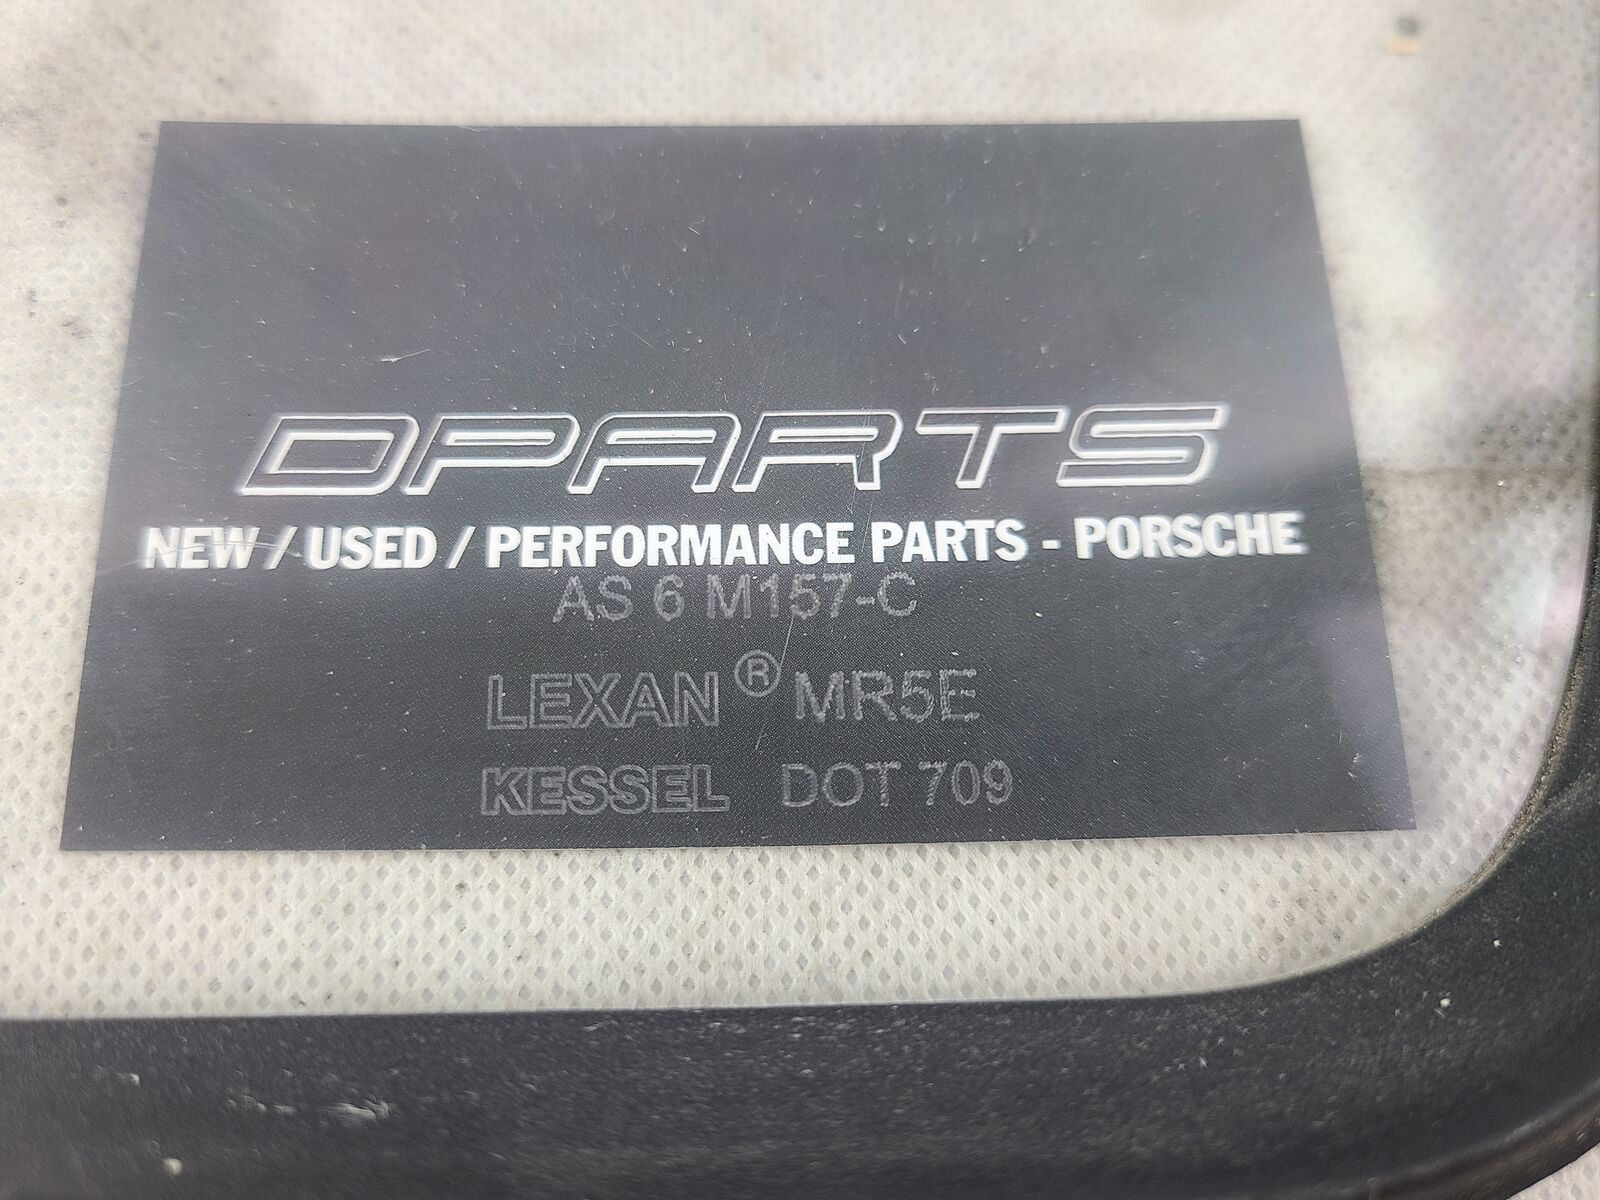 DPARTS
NEW / USED / PERFORMANCE PARTS - PORSCHE
AS 6 M157-C
LEXAN® MR5E
KESSEL DOT 709